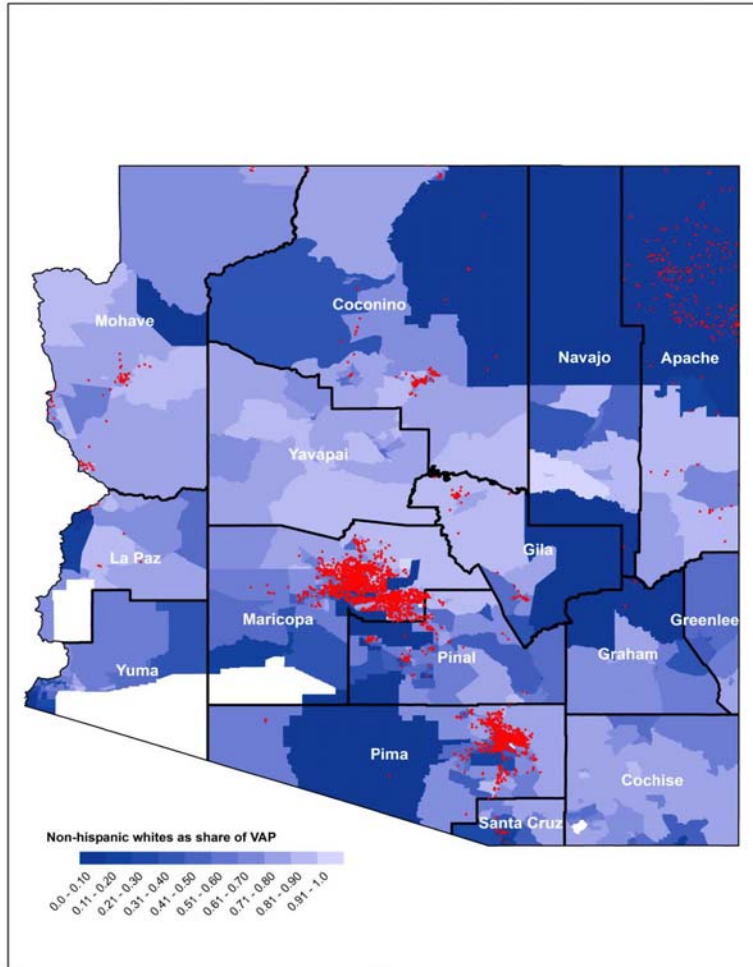 Coconino
Mohave
Navajo
Apache
Yavapai
La Paz
Gila
Maricopa
Greenlee
Yuma
Pinal
Graham
Pima
Cochise
Santa Cruz
Non-hispanic whites as share of VAP
0.0 - 0.10
0.11 - 0.20
0.21 - 0.30
0.31 - 0.40
0.41 - 0.50
0.51 - 0.60
0.61 - 0.70
0.71 - 0.80
0.81 - 0.90
0.91 - 1.0